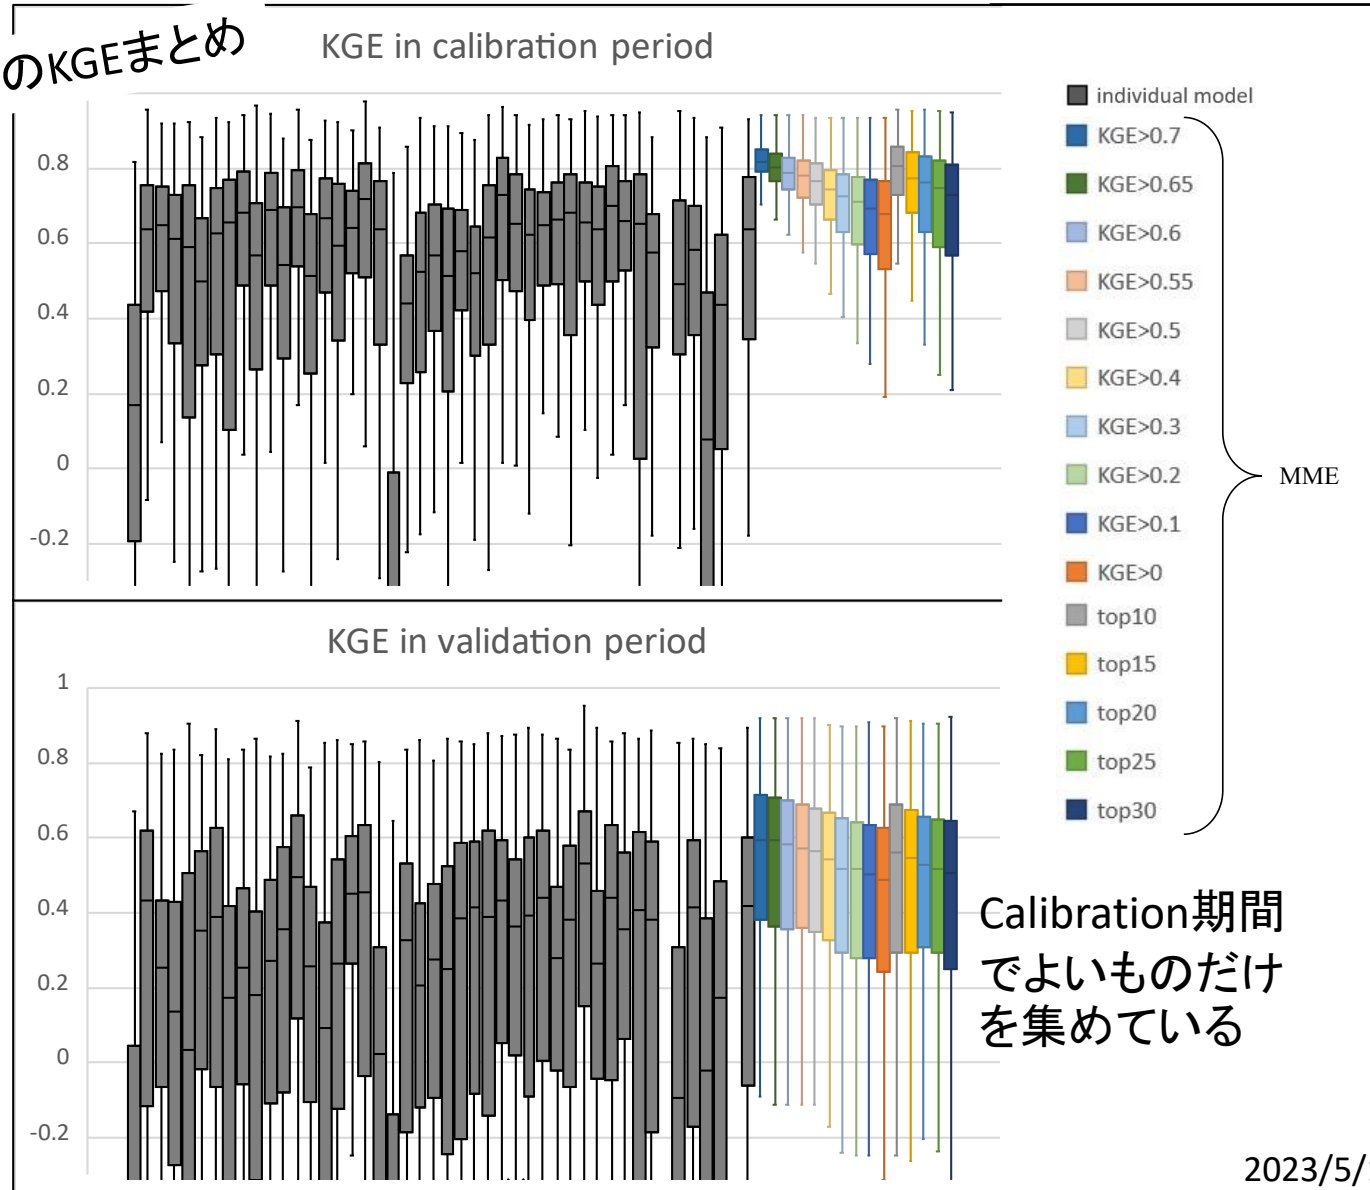 のKGEまとめ
KGE in calibration period
0.8
0.6
0.4
0.2
0
-0.2
KGE in validation period
1
0.8
0.6
0.4
0.2
0
-0.2
individual model
KGE>0.7
KGE>0.65
KGE>0.6
KGE>0.55
KGE>0.5
KGE>0.4
KGE>0.3
KGE>0.2
KGE>0.1
KGE>0
top10
top15
top20
top25
top30
MME
Calibration期間
でよいものだけ
を集めている
2023/5/